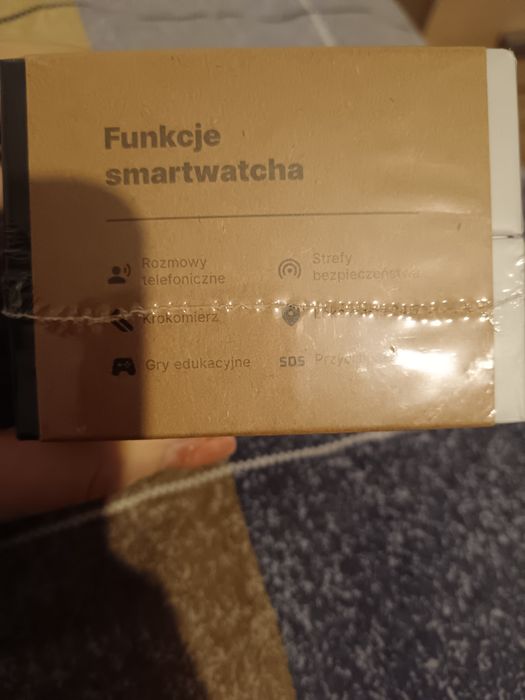 Funkcje
smartwatcha
Rozmowy
telefoniczne
Strefy
bezpieczeństwa
Krokomierz
Gry edukacyjne
SOS